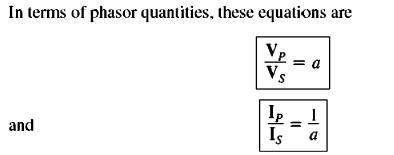 In terms of phasor quantities, these equations are
V_P / V_S = a
and
I_P / I_S = 1 / a